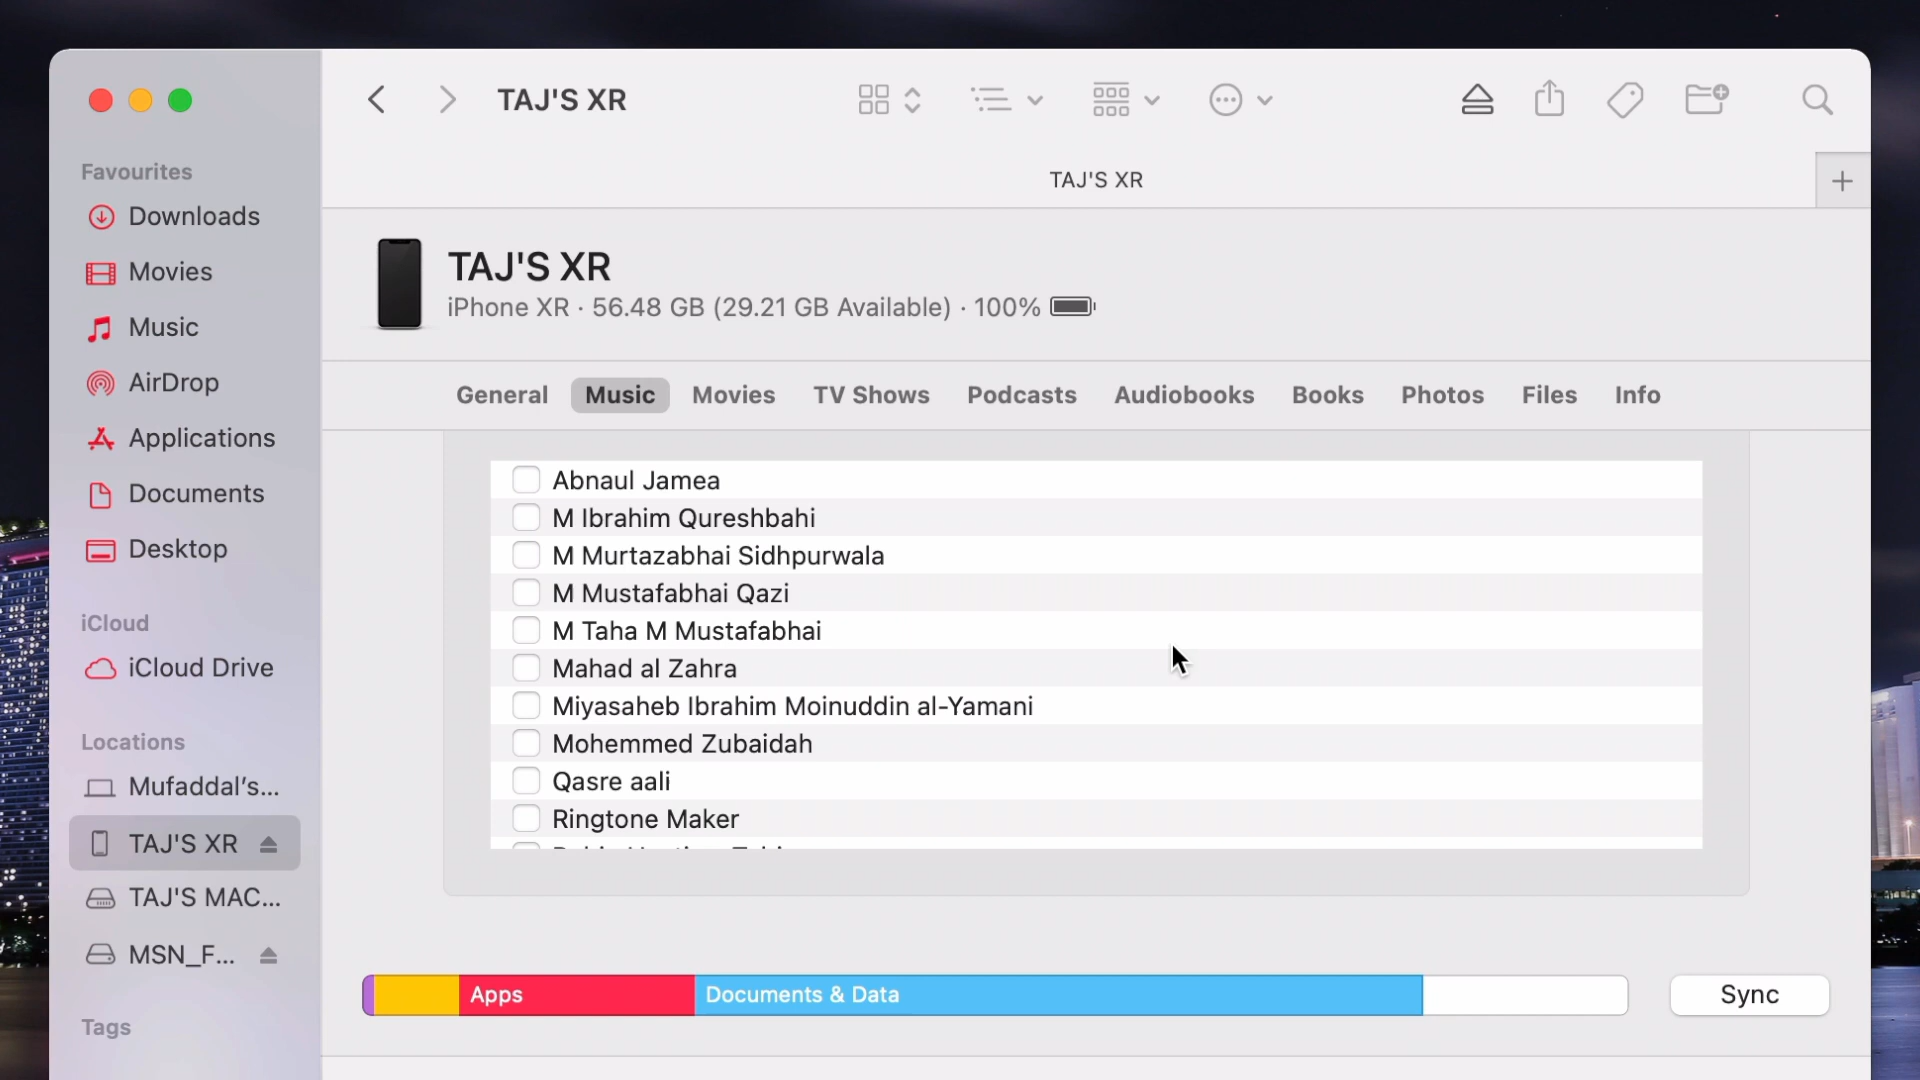 TAJ'S XR
TAJ'S XR
Favourites
Downloads
Movies
Music
AirDrop
Applications
Documents
Desktop
iCloud
iCloud Drive
Locations
Mufaddal's...
TAJ'S XR
TAJ'S MAC...
MSN_F...
Tags
TAJ'S XR
iPhone XR · 56.48 GB (29.21 GB Available) · 100%
General Music Movies TV Shows Podcasts Audiobooks Books Photos Files Info
Abnaul Jamea
M Ibrahim Qureshbahi
M Murtazabhai Sidhpurwala
M Mustafabhai Qazi
M Taha M Mustafabhai
Mahad al Zahra
Miyasaheb Ibrahim Moinuddin al-Yamani
Mohemmed Zubaidah
Qasre aali
Ringtone Maker
Apps Documents & Data Sync